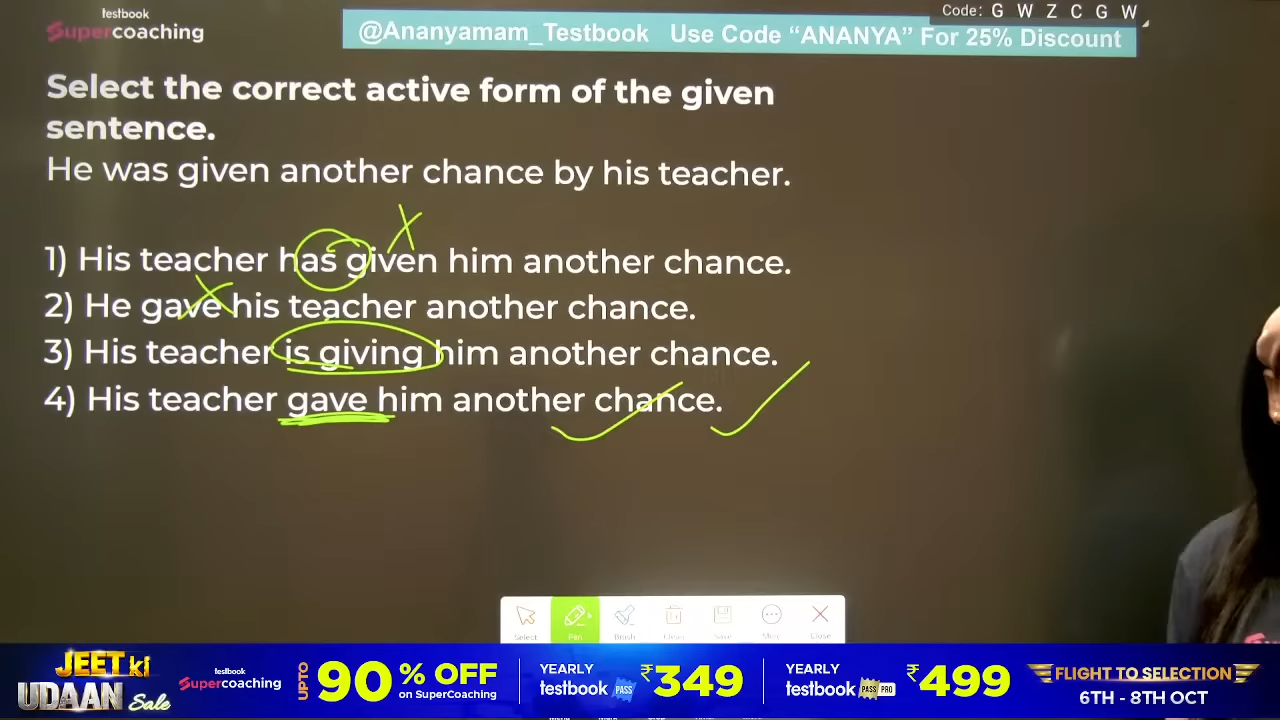 testbook
Supercoaching
@Ananyamam_Testbook Use Code “ANANYA” For 25% Discount
Code: G W Z C G W
Select the correct active form of the given
sentence.
He was given another chance by his teacher.
1) His teacher has given him another chance.
2) He gave his teacher another chance.
3) His teacher is giving him another chance.
4) His teacher gave him another chance.
Select
Pen
Brush
Close
JEET ki
UDAAN Sale
testbook
Supercoaching
UPTO 90% OFF
on SuperCoaching
YEARLY
testbook PASS ₹349
YEARLY
testbook PASS PRO ₹499
FLIGHT TO SELECTION
6TH - 8TH OCT